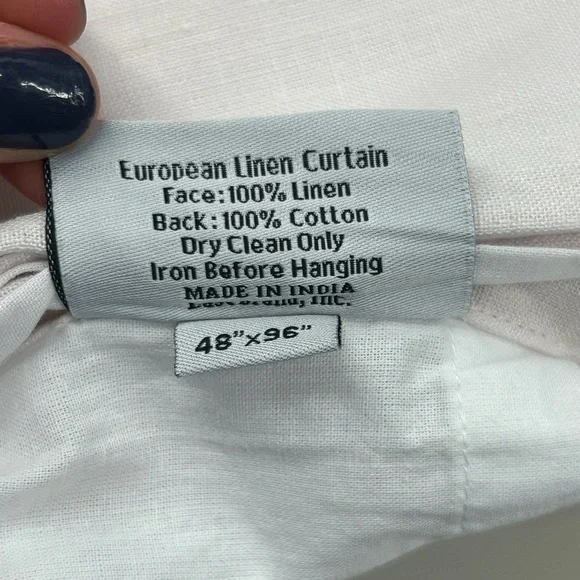 European Linen Curtain
Face:100% Linen
Back:100% Cotton
Dry Clean Only
Iron Before Hanging
MADE IN INDIA
Inc.
48”x96”